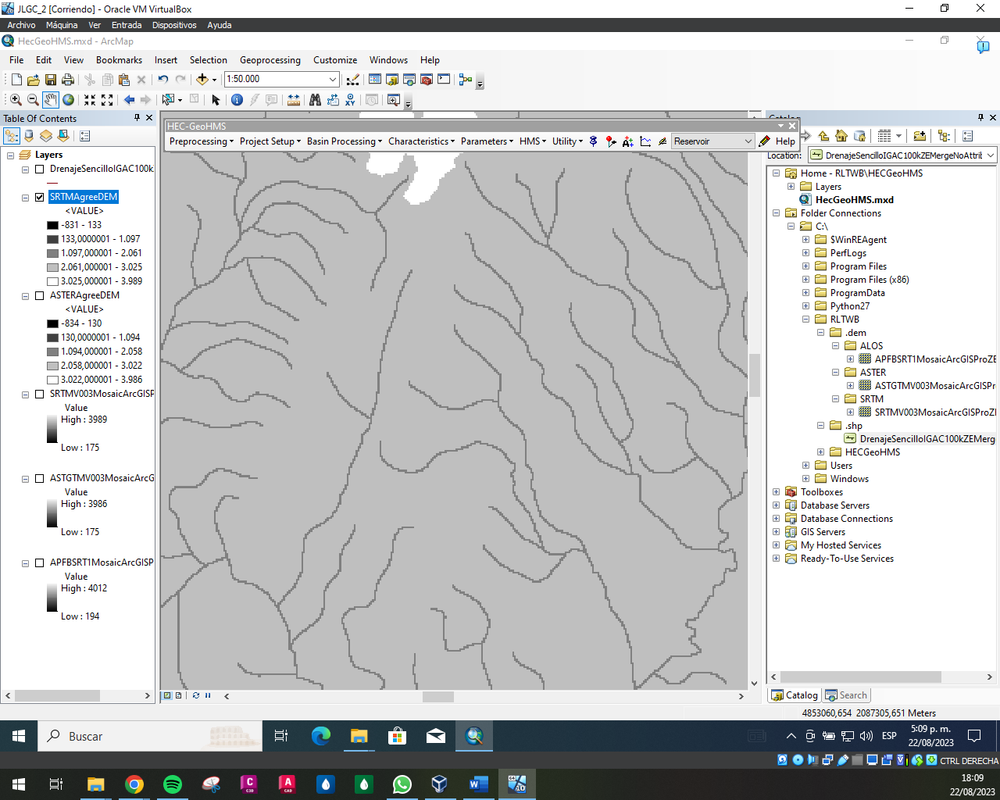 JLGC_2 [Corriendo] - Oracle VM VirtualBox
Archivo Máquina Ver Entrada Dispositivos Ayuda
HecGeoHMS.mxd - ArcMap
File Edit View Bookmarks Insert Selection Geoprocessing Customize Windows Help
1:50.000
Table Of Contents
Layers
DrenajeSencilloIGAC100k
SRTMAgreeDEM
<VALUE>
-831 - 133
133,0000001 - 1.097
1.097,000001 - 2.061
2.061,000001 - 3.025
3.025,000001 - 3.989
ASTERAgreeDEM
<VALUE>
-834 - 130
130,0000001 - 1.094
1.094,000001 - 2.058
2.058,000001 - 3.022
3.022,000001 - 3.986
SRTMV003MosaicArcGISP
Value
High : 3989
Low : 175
ASTGTMV003MosaicArcG
Value
High : 3986
Low : 175
APFBSRT1MosaicArcGISP
Value
High : 4012
Low : 194
HEC-GeoHMS
Preprocessing Project Setup Basin Processing Characteristics Parameters HMS Utility Reservoir Help
Catalog
Location: DrenajeSencilloIGAC100kZEMergeNoAttrib
Home - RLTWB\HECGeoHMS
Layers
HecGeoHMS.mxd
Folder Connections
C:\
$WinREAgent
PerfLogs
Program Files
Program Files (x86)
ProgramData
Python27
RLTWB
.dem
ALOS
APFBSRT1MosaicArcGISProZE
ASTER
ASTGTMV003MosaicArcGISPr
SRTM
SRTMV003MosaicArcGISProZE
.shp
DrenajeSencilloIGAC100kZEMerge
HECGeoHMS
Users
Windows
Toolboxes
Database Servers
Database Connections
GIS Servers
My Hosted Services
Ready-To-Use Services
Catalog Search
4853060,654 2087305,651 Meters
Buscar
ESP
5:09 p. m.
22/08/2023
CTRL DERECHA
18:09
22/08/2023